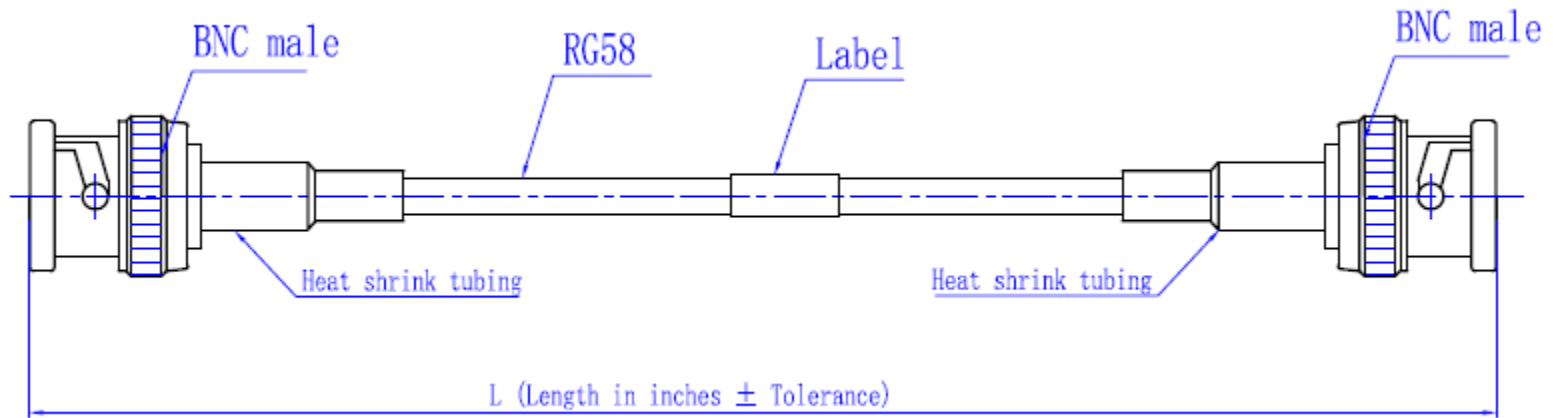 BNC male
RG58
Label
BNC male
Heat shrink tubing
Heat shrink tubing
L (Length in inches ± Tolerance)